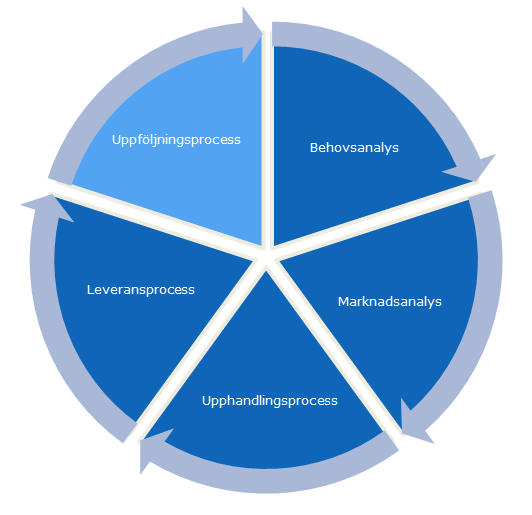 Uppföljningsprocess
Behovsanalys
Leveransprocess
Marknadsanalys
Upphandlingsprocess